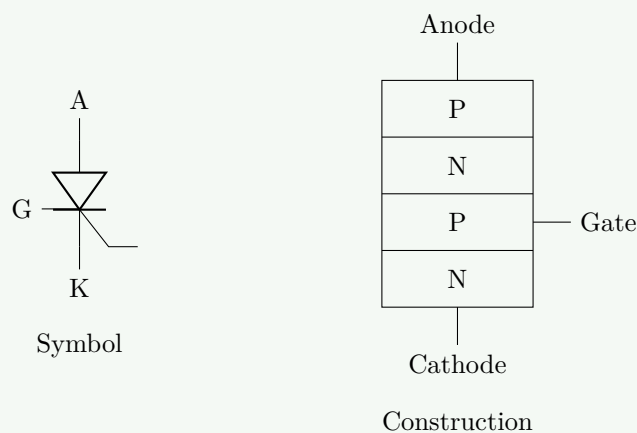 A
G
K
Symbol
Anode
P
N
P
Gate
N
Cathode
Construction